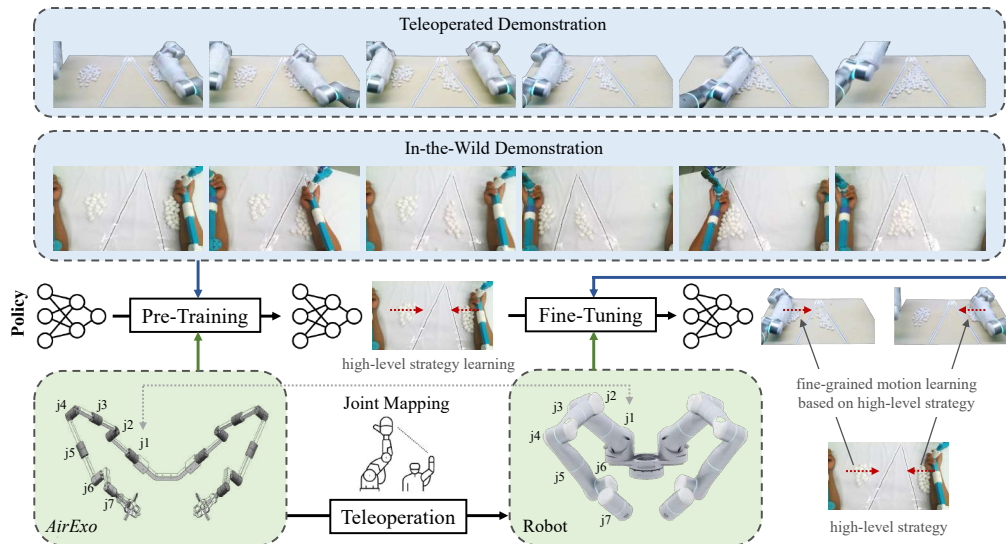 Teleoperated Demonstration
In-the-Wild Demonstration
Policy
Pre-Training
Fine-Tuning
high-level strategy learning
fine-grained motion learning
based on high-level strategy
high-level strategy
Joint Mapping
j4
j3
j2
j1
j5
j6
j7
AirExo
Teleoperation
j3
j2
j1
j4
j6
j5
j7
Robot